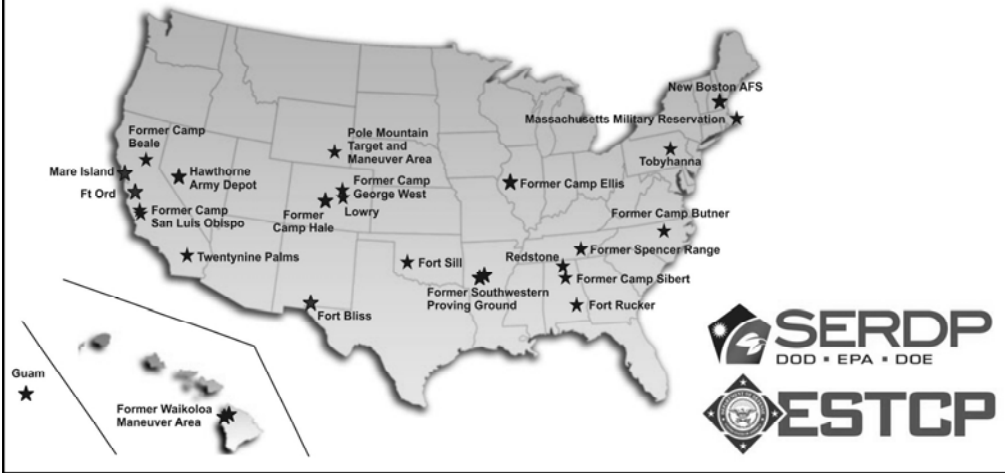 New Boston AFS
Massachusetts Military Reservation
Former Camp
Beale
Pole Mountain
Target and
Maneuver Area
Tobyhanna
Mare Island
Hawthorne
Army Depot
Former Camp
George West
Former Camp Ellis
Ft Ord
Lowry
Former
Camp Hale
Former Camp
San Luis Obispo
Former Camp Butner
Former Spencer Range
Redstone
Twentynine Palms
Fort Sill
Former Camp Sibert
Former Southwestern
Proving Ground
Fort Rucker
Fort Bliss
SERDP
DOD ▪ EPA ▪ DOE
Guam
Former Waikoloa
Maneuver Area
ESTCP